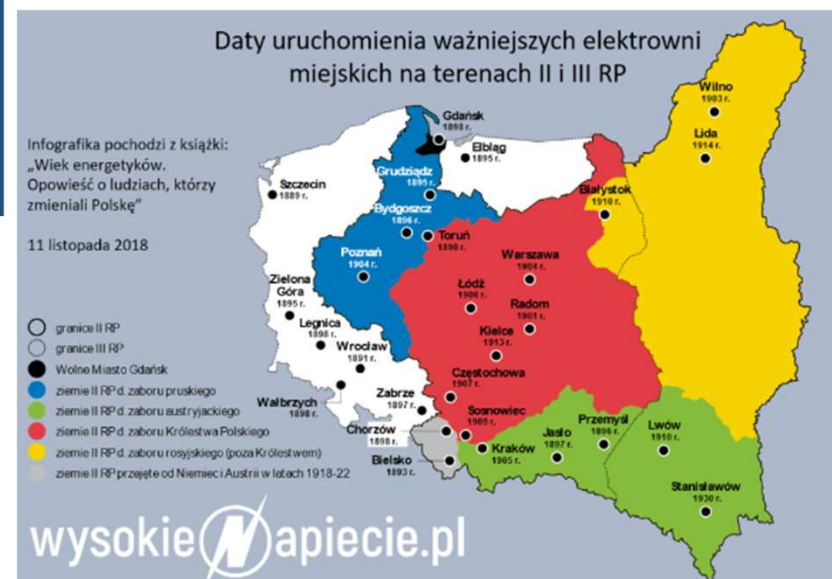 Daty uruchomienia ważniejszych elektrowni
miejskich na terenach II i III RP
Infografika pochodzi z książki:
„Wiek energetyków.
Opowieść o ludziach, którzy
zmieniali Polskę”
11 listopada 2018
granice II RP
granice III RP
Wolne Miasto Gdańsk
ziemie II RP d. zaboru pruskiego
ziemie II RP d. zaboru austryjackiego
ziemie II RP d. zaboru Królestwa Polskiego
ziemie II RP d. zaboru rosyjskiego (poza Królestwem)
ziemie II RP przejęte od Niemiec i Austrii w latach 1918-22
Wilno
1903 r.
Lida
1914 r.
Gdańsk
1898 r.
Elbląg
1895 r.
Szczecin
1889 r.
Grudziądz
1895 r.
Białystok
1910 r.
Bydgoszcz
1896 r.
Toruń
1898 r.
Poznań
1904 r.
Warszawa
1904 r.
Zielona
Góra
1895 r.
Łódź
1906 r.
Radom
1901 r.
Legnica
1898 r.
Kielce
1913 r.
Wrocław
1891 r.
Częstochowa
1907 r.
Wałbrzych
1898 r.
Zabrze
1897 r.
Sosnowiec
1909 r.
Przemyśl
1896 r.
Chorzów
1898 r.
Jasło
1897 r.
Lwów
1910 r.
Kraków
1905 r.
Bielsko
1893 r.
Stanisławów
1930 r.
wysokieNapiecie.pl